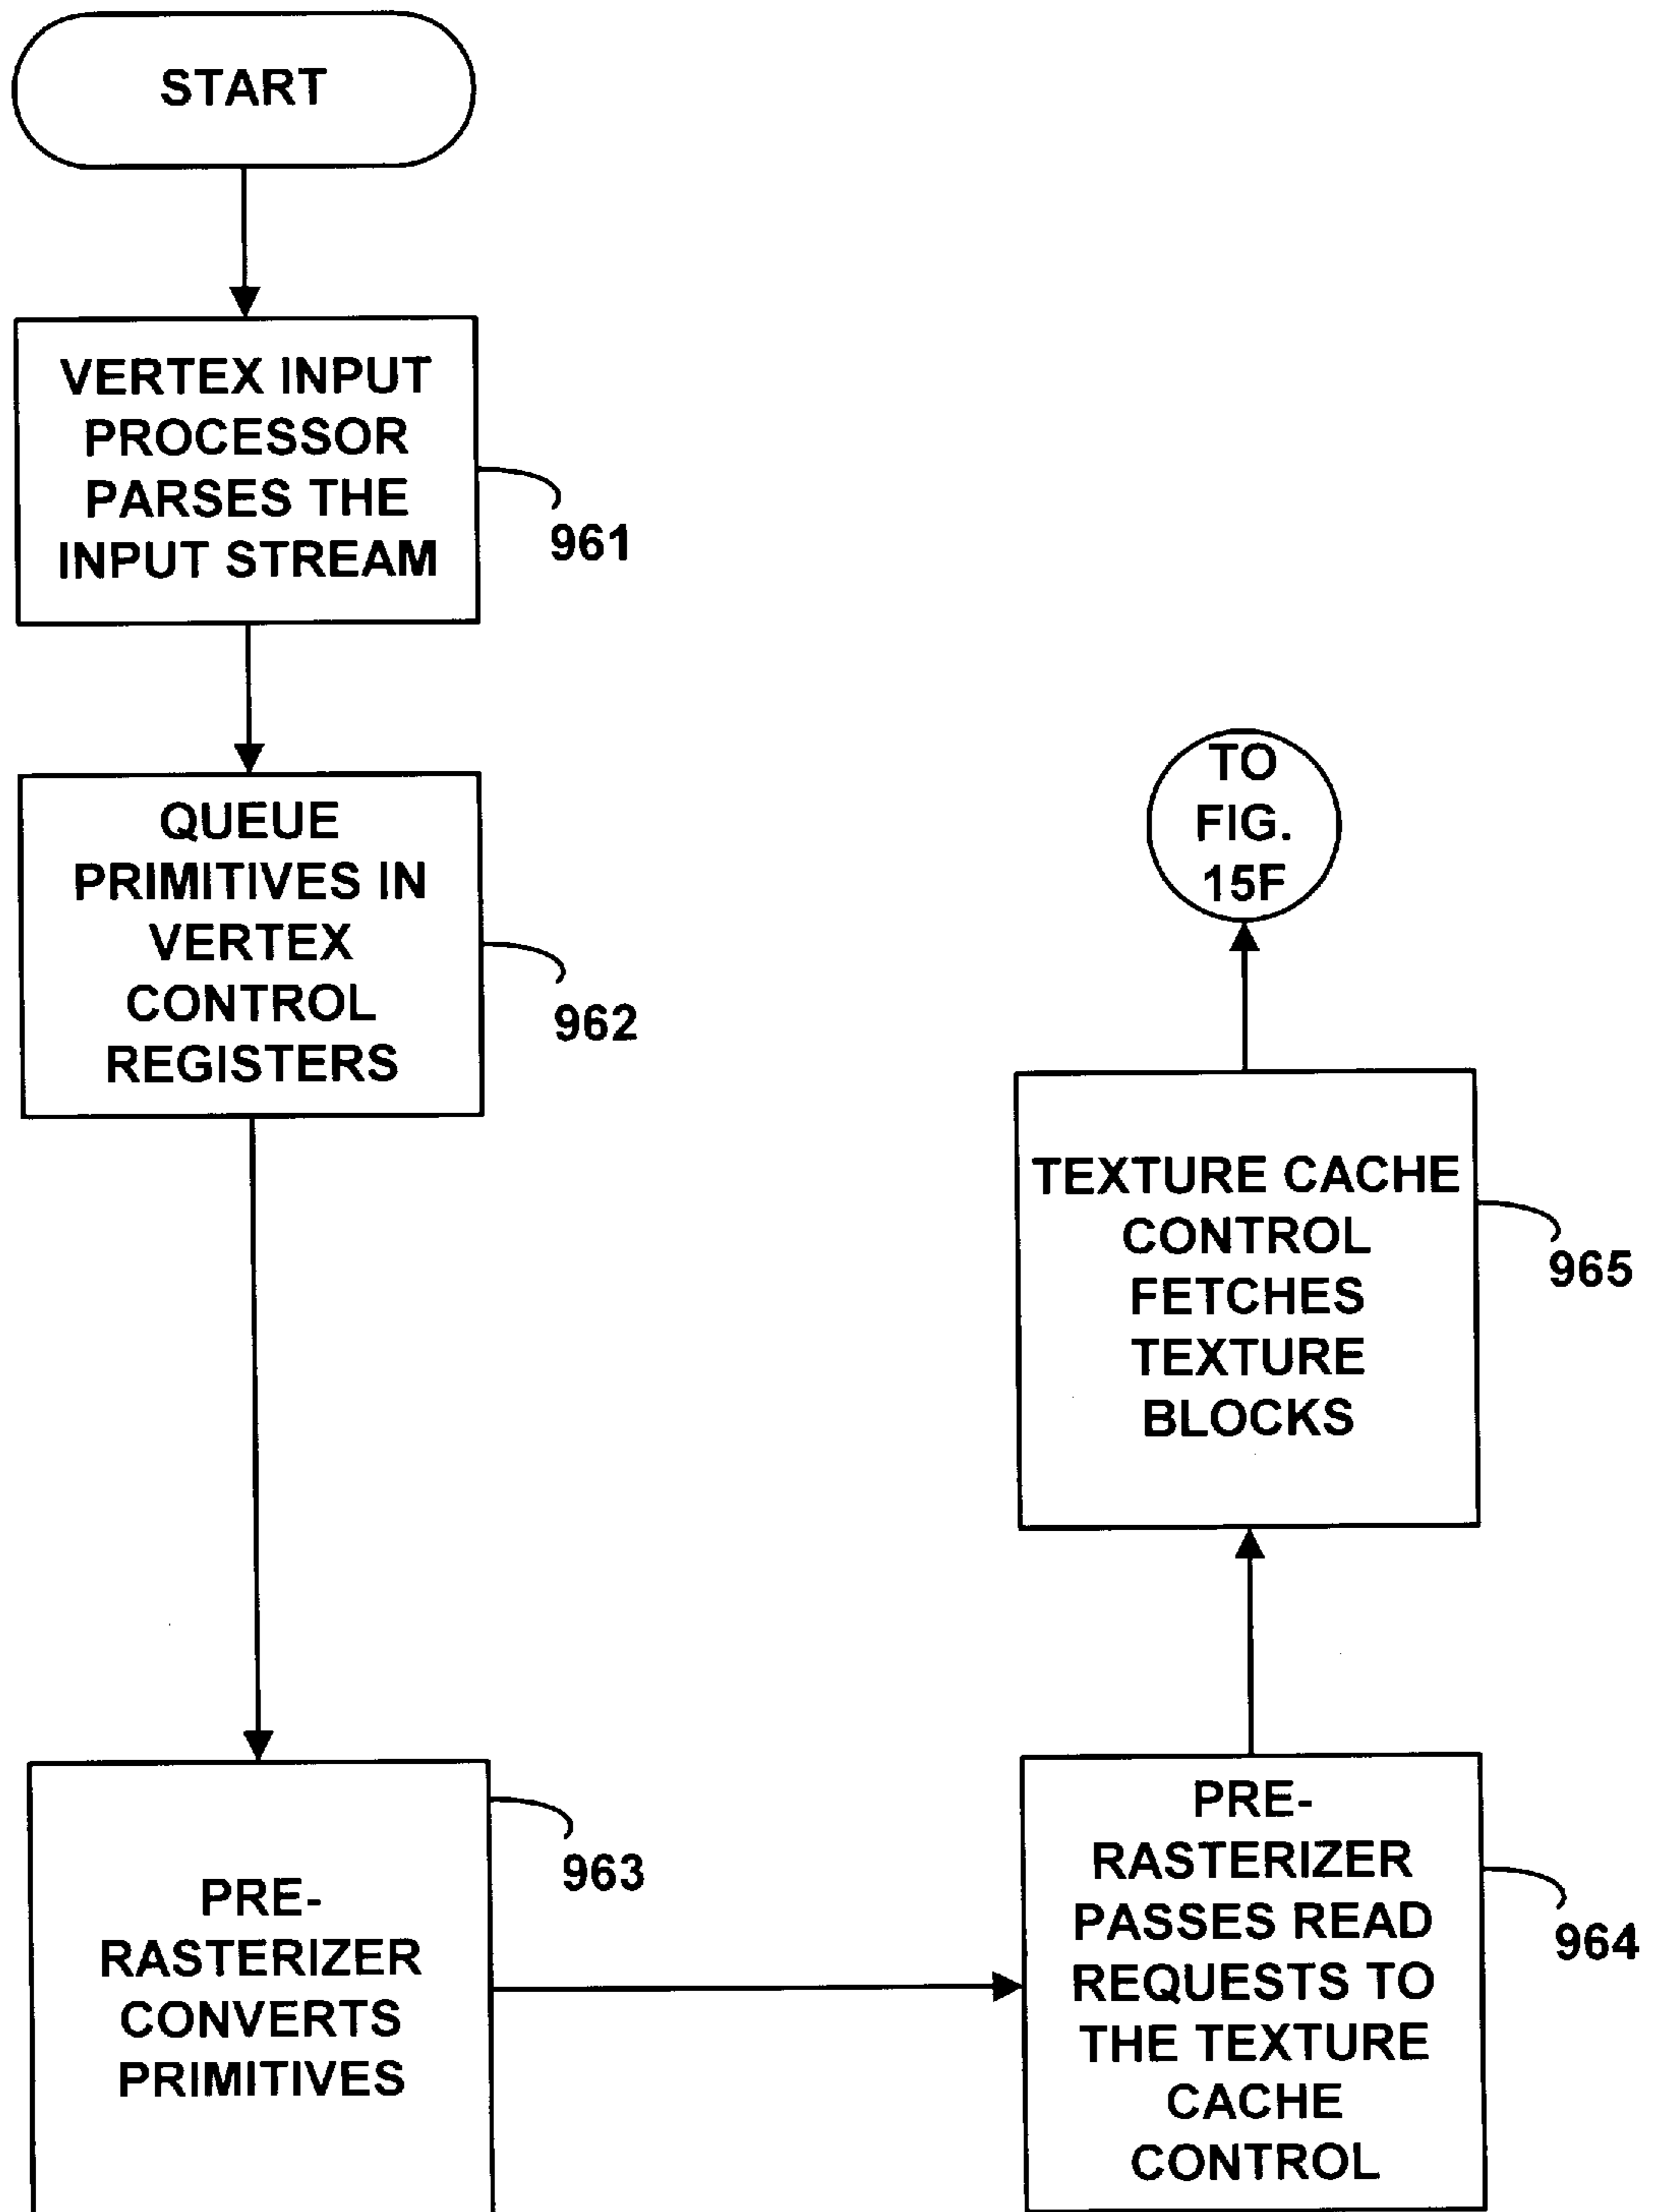 START
VERTEX INPUT
PROCESSOR
PARSES THE
INPUT STREAM
961
QUEUE
PRIMITIVES IN
VERTEX
CONTROL
REGISTERS
962
PRE-
RASTERIZER
CONVERTS
PRIMITIVES
963
PRE-
RASTERIZER
PASSES READ
REQUESTS TO
THE TEXTURE
CACHE
CONTROL
964
TEXTURE CACHE
CONTROL
FETCHES
TEXTURE
BLOCKS
965
TO
FIG.
15F